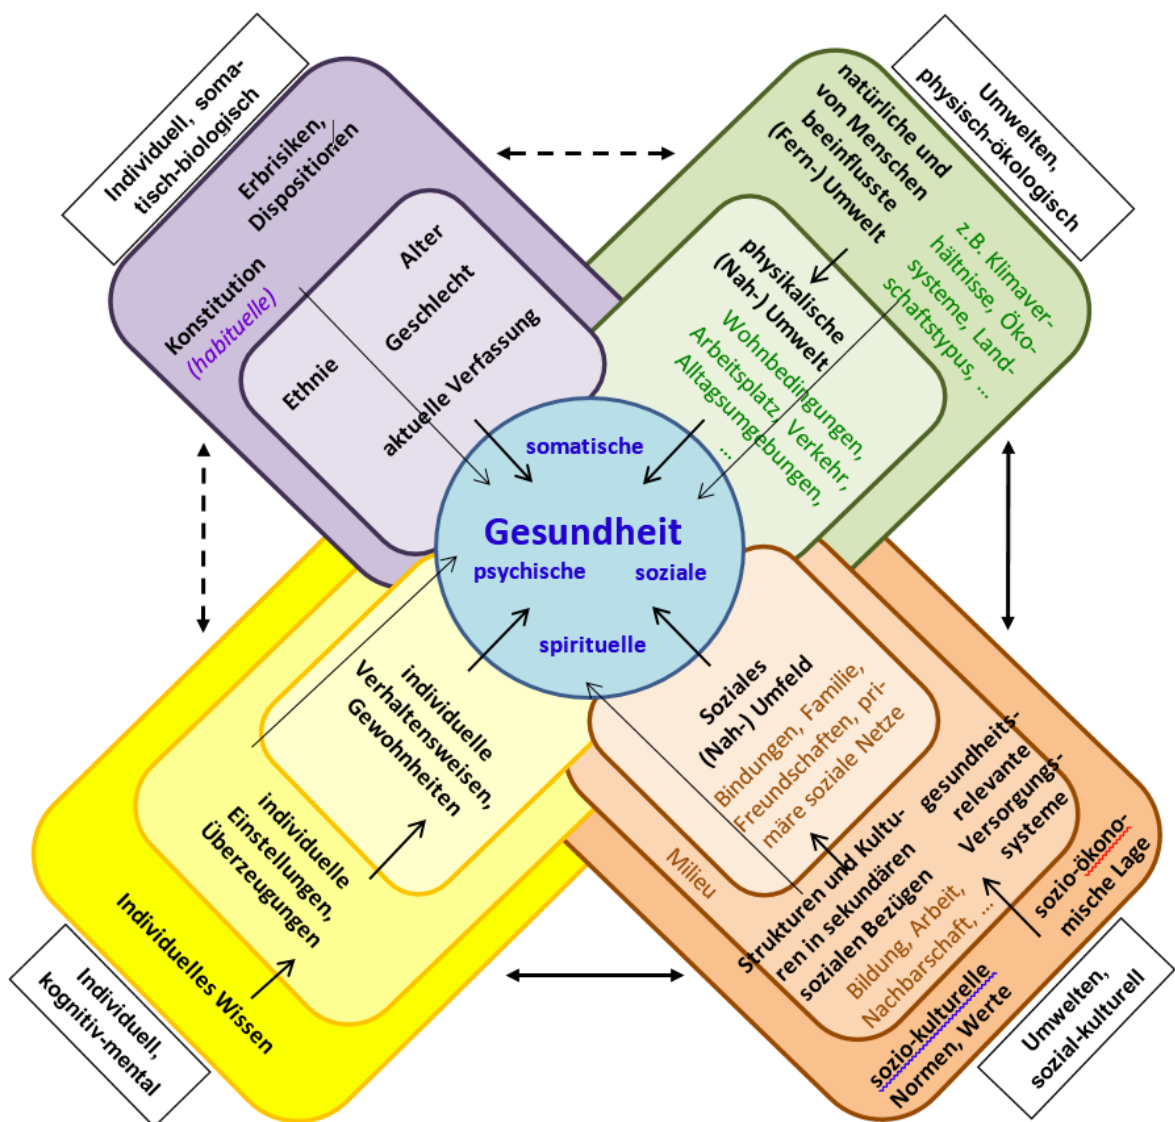 Individuell, soma-
tisch-biologisch
Erbrisiken,
Dispositionen
Konstitution
(habituelle)
Alter
Geschlecht
Ethnie
aktuelle Verfassung
Umwelten,
physisch-ökologisch
natürliche und
von Menschen
beeinflusste
(Fern-) Umwelt
z.B. Klimaver-
hältnisse, Öko-
systeme, Land-
schaftstypus, ...
physikalische
(Nah-) Umwelt
Wohnbedingungen,
Arbeitsplatz, Verkehr,
Alltagsumgebungen,
...
somatische
Gesundheit
psychische
soziale
spirituelle
individuelle
Verhaltensweisen,
Gewohnheiten
individuelle
Einstellungen,
Überzeugungen
Individuelles Wissen
Individuell,
kognitiv-mental
Soziales
(Nah-) Umfeld
Bindungen, Familie,
Freundschaften, pri-
märe soziale Netze
Milieu
Strukturen und Kultu-
ren in sekundären
sozialen Bezügen
Bildung, Arbeit,
Nachbarschaft, ...
gesundheits-
relevante
Versorgungs-
systeme
sozio-ökono-
mische Lage
sozio-kulturelle
Normen, Werte
Umwelten,
sozial-kulturell